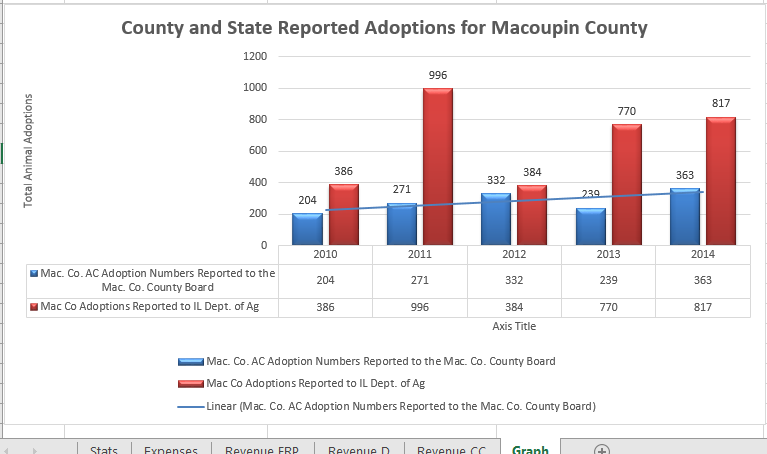 County and State Reported Adoptions for Macoupin County
Total Animal Adoptions
1200
1000
800
600
400
200
0
204
386
271
996
332
384
239
770
363
817
2010 2011 2012 2013 2014
Mac. Co. AC Adoption Numbers Reported to the
Mac. Co. County Board
204 271 332 239 363
Mac Co Adoptions Reported to IL Dept. of Ag 386 996 384 770 817
Axis Title
Mac. Co. AC Adoption Numbers Reported to the Mac. Co. County Board
Mac Co Adoptions Reported to IL Dept. of Ag
Linear (Mac. Co. AC Adoption Numbers Reported to the Mac. Co. County Board)
Stats Expenses Revenue ERP Revenue D Revenue CC Graph